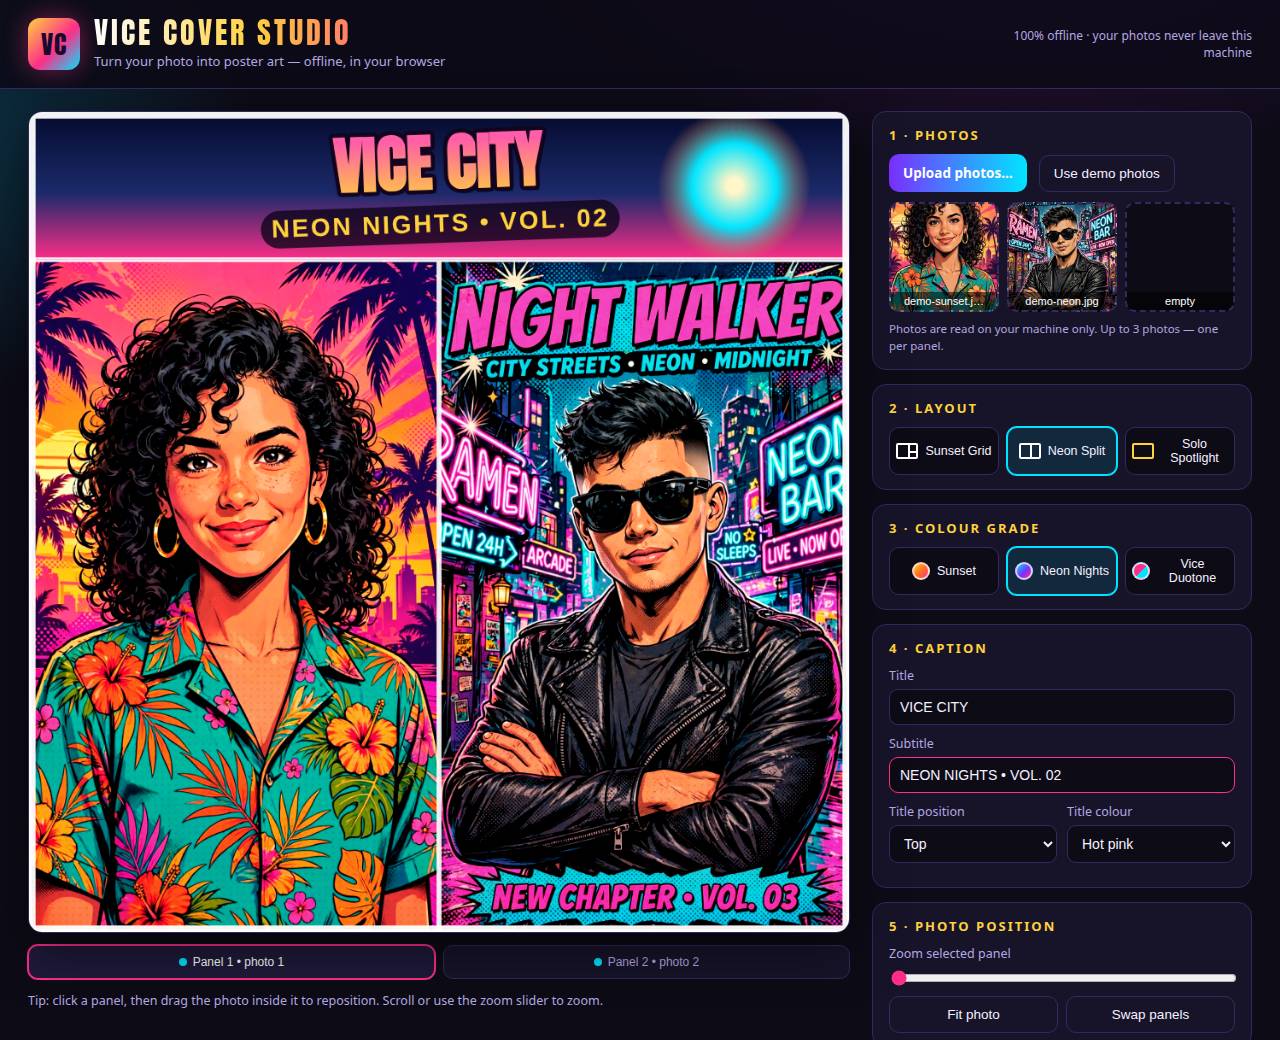 VC
VICE COVER STUDIO
Turn your photo into poster art — offline, in your browser
100% offline · your photos never leave this
machine
VICE CITY
NEON NIGHTS • VOL. 02
NIGHT WALKER
CITY STREETS • NEON • MIDNIGHT
RAMEN
OPEN 24H
ARCADE
NEON
BAR
NO
SLEEPS
LIVE • NOW OP
NEW CHAPTER • VOL. 03
Panel 1 • photo 1
Panel 2 • photo 2
Tip: click a panel, then drag the photo inside it to reposition. Scroll or use the zoom slider to zoom.
1 · PHOTOS
Upload photos…
Use demo photos
RAMEN
NEON
BAR
demo-sunset.j…
demo-neon.jpg
empty
Photos are read on your machine only. Up to 3 photos — one
per panel.
2 · LAYOUT
Sunset Grid
Neon Split
Solo
Spotlight
3 · COLOUR GRADE
Sunset
Neon Nights
Vice
Duotone
4 · CAPTION
Title
VICE CITY
Subtitle
NEON NIGHTS • VOL. 02
Title position
Title colour
Top
Hot pink
5 · PHOTO POSITION
Zoom selected panel
Fit photo
Swap panels